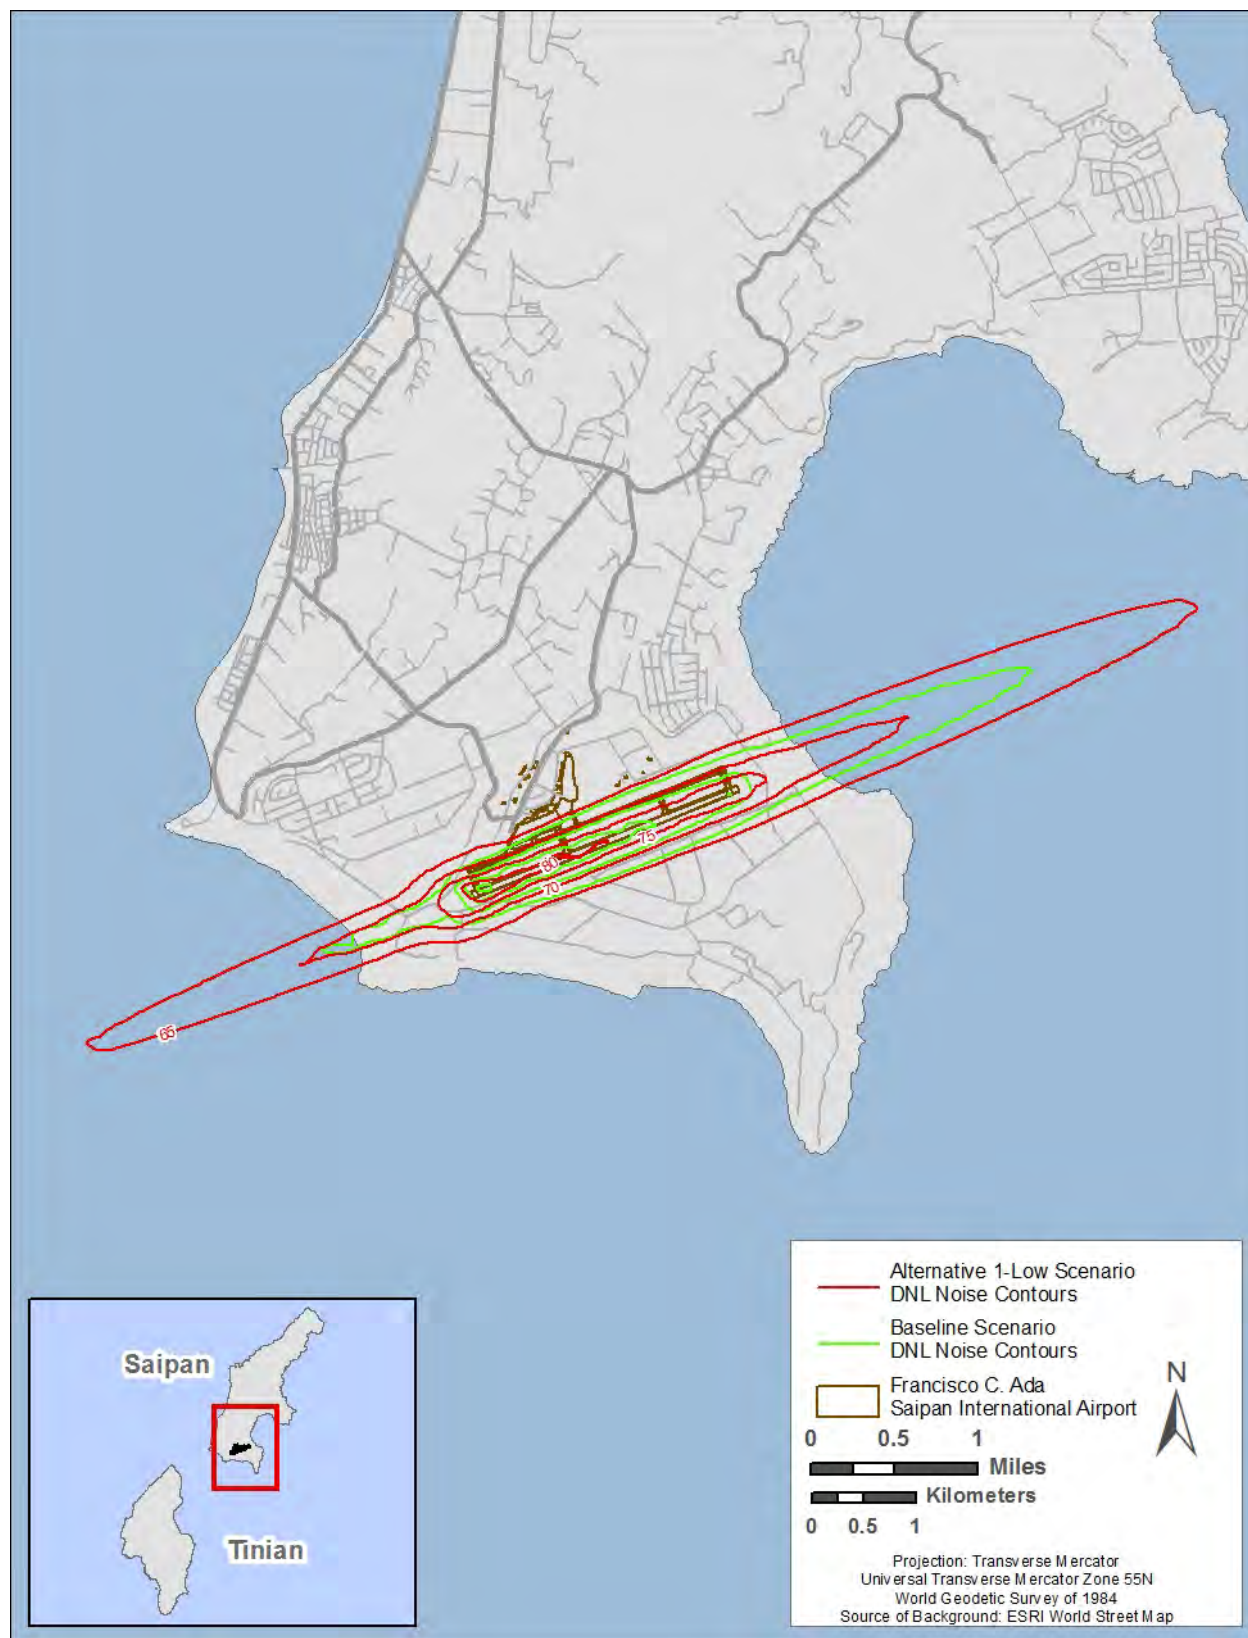 75
80
70
65
Saipan
Tinian
Alternative 1-Low Scenario
DNL Noise Contours
Baseline Scenario
DNL Noise Contours
Francisco C. Ada
Saipan International Airport
N
0 0.5 1
Miles
Kilometers
0 0.5 1
Projection: Transverse Mercator
Universal Transverse Mercator Zone 55N
World Geodetic Survey of 1984
Source of Background: ESRI World Street Map